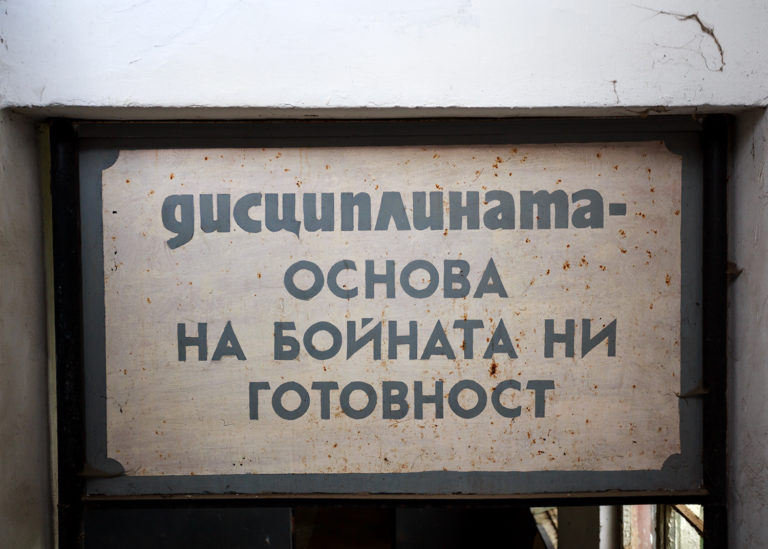 дисциплината-
ОСНОВА
НА БОЙНАТА НИ
ГОТОВНОСТ